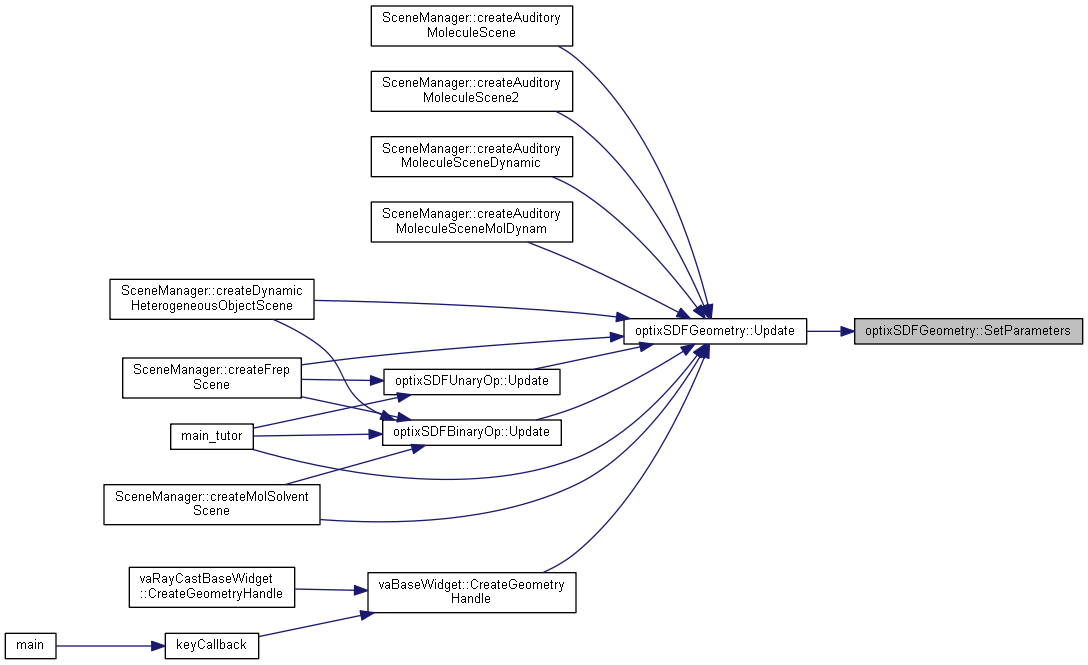 SceneManager::createAuditory
MoleculeScene
SceneManager::createAuditory
MoleculeScene2
SceneManager::createAuditory
MoleculeSceneDynamic
SceneManager::createAuditory
MoleculeSceneMolDynam
SceneManager::createDynamic
HeterogeneousObjectScene
optixSDFGeometry::Update
optixSDFGeometry::SetParameters
SceneManager::createFrep
Scene
optixSDFUnaryOp::Update
main_tutor
optixSDFBinaryOp::Update
SceneManager::createMolSolvent
Scene
vaRayCastBaseWidget
::CreateGeometryHandle
vaBaseWidget::CreateGeometry
Handle
main
keyCallback